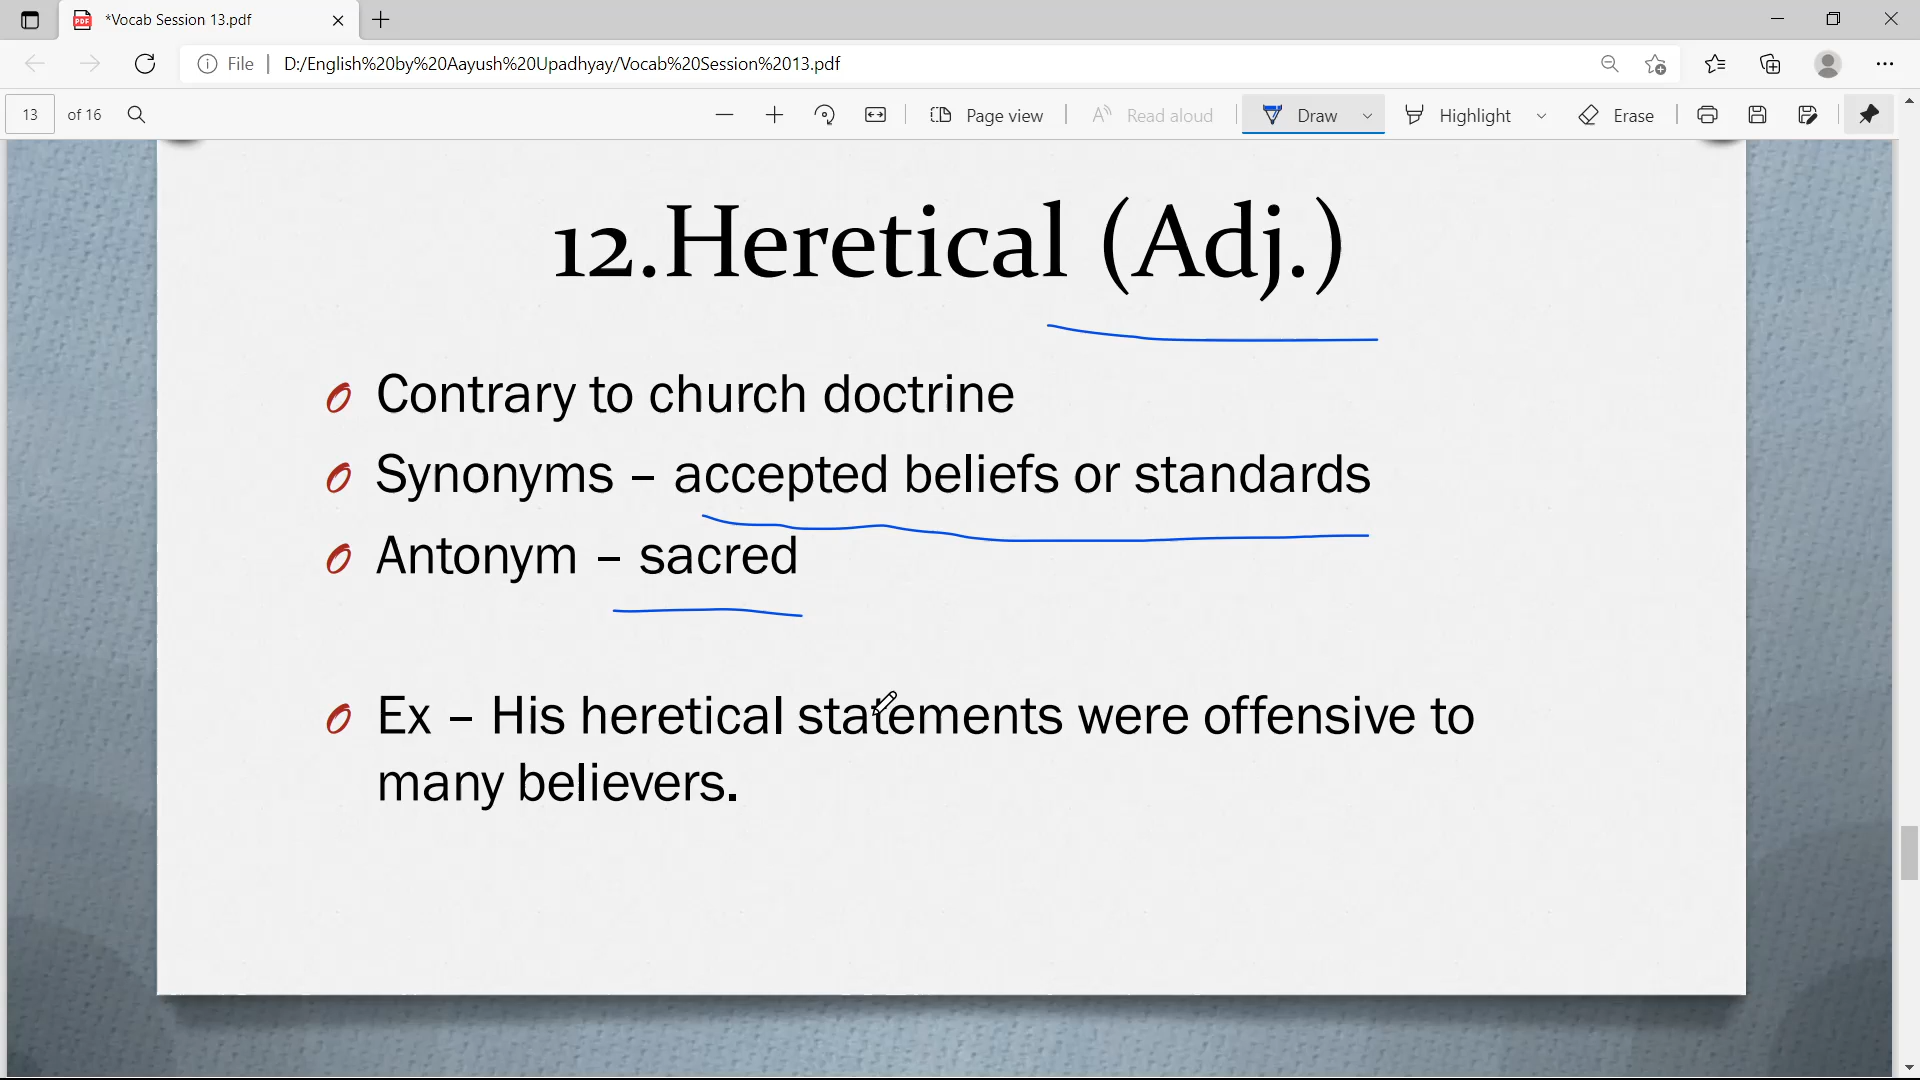 *Vocab Session 13.pdf
File
D:/English%20by%20Aayush%20Upadhyay/Vocab%20Session%2013.pdf
13 of 16 Page view Read aloud Draw Highlight Erase
12.Heretical (Adj.)
Contrary to church doctrine
Synonyms – accepted beliefs or standards
Antonym – sacred
Ex – His heretical statements were offensive to
many believers.